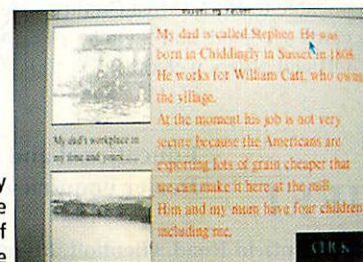 My dad is called Stephen. He was
born in Chiddingly in Sussex in 1808.
He works for William Catt, who owns
the village.
At the moment his job is not very
secure because the Americans are
exporting lots of grain cheaper that
we can make it here at the mill.
Him and my mum have four children
including me.
My dad's workplace in
my time and yours......
CLICK
y
e
f
e